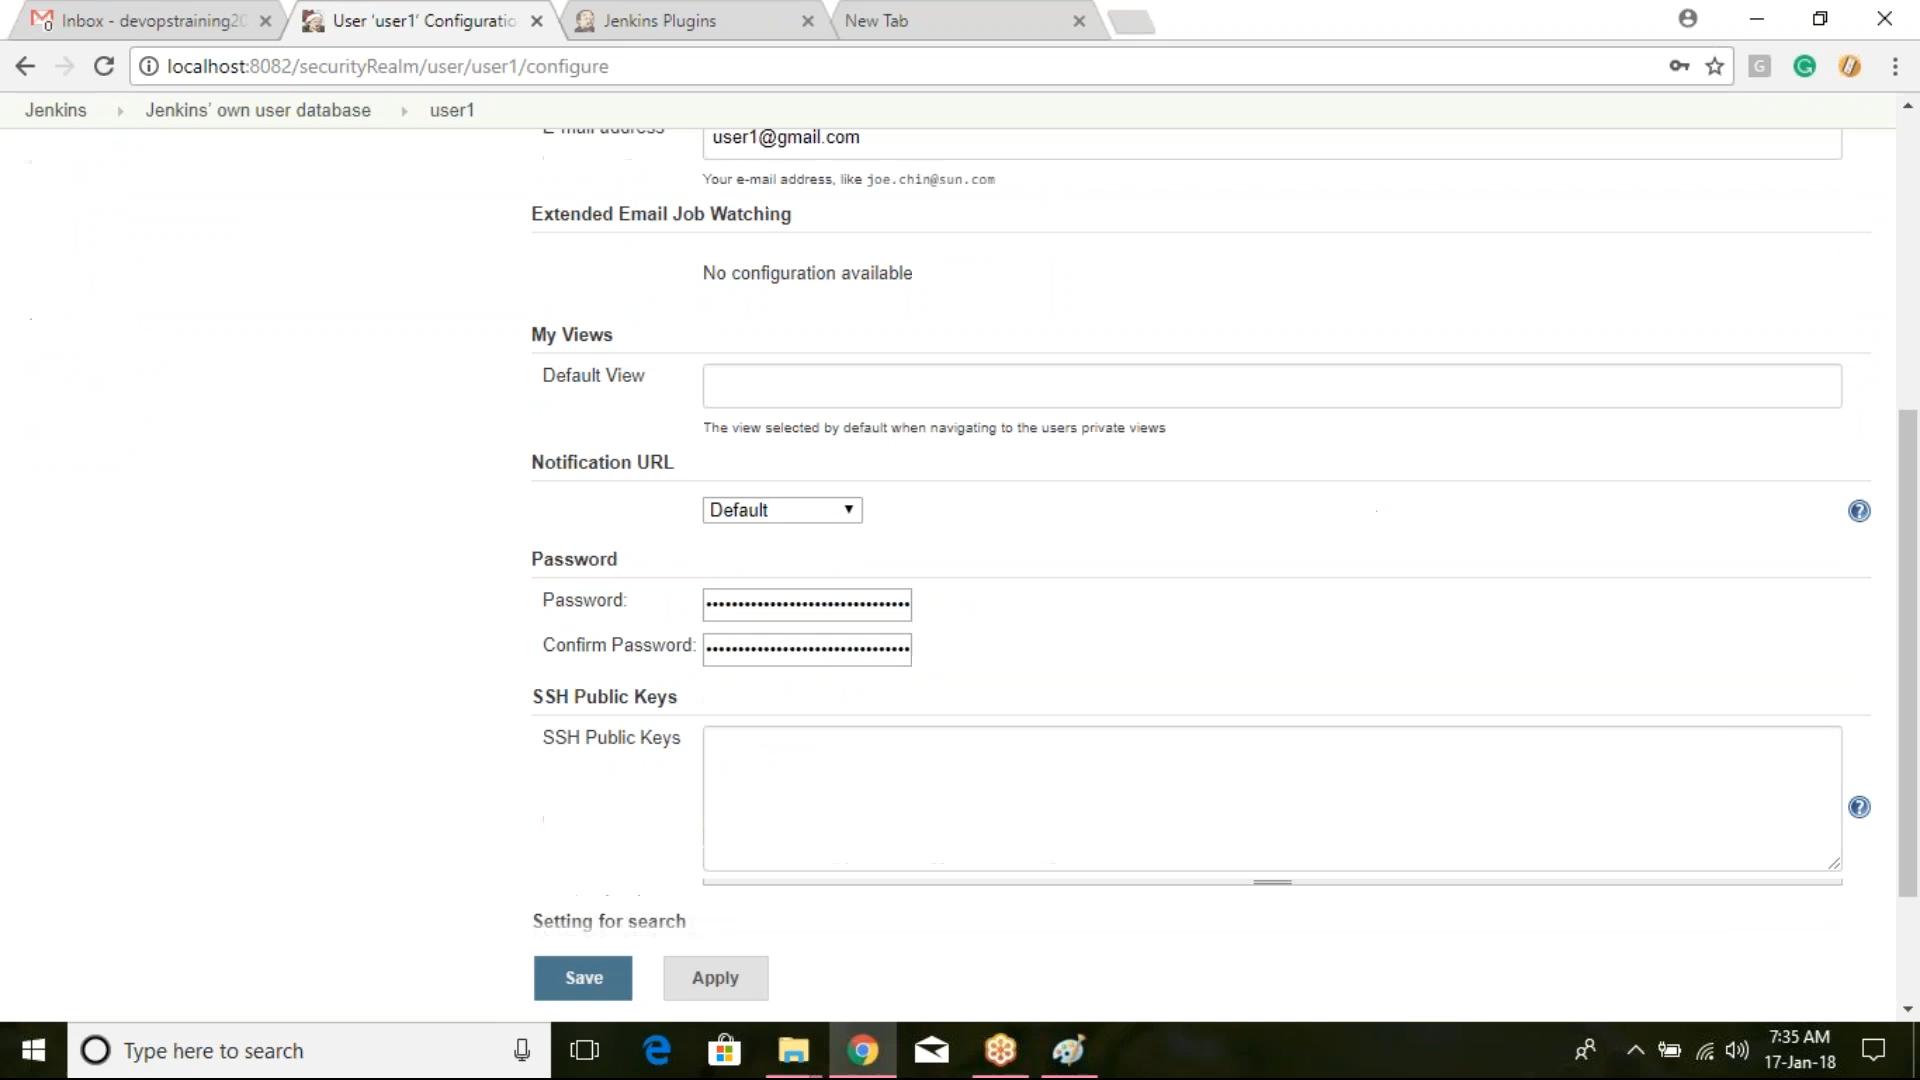 Inbox - devopstraining20
User 'user1' Configuratio
Jenkins Plugins
New Tab
localhost:8082/securityRealm/user/user1/configure
Jenkins
Jenkins' own user database
user1
E-mail address
user1@gmail.com
Your e-mail address, like joe.chin@sun.com
Extended Email Job Watching
No configuration available
My Views
Default View
The view selected by default when navigating to the users private views
Notification URL
Default
Password
Password:
Confirm Password:
SSH Public Keys
SSH Public Keys
Setting for search
Save
Apply
Type here to search
7:35 AM
17-Jan-18